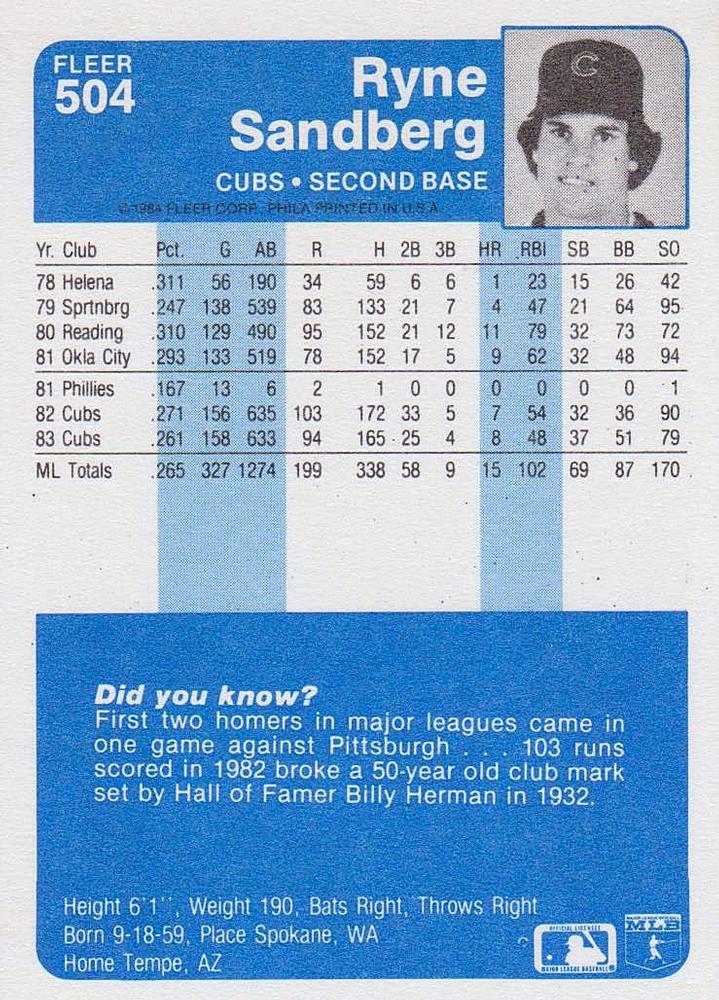 FLEER
504
Ryne
Sandberg
CUBS • SECOND BASE
© 1984 FLEER CORP., PHILA PRINTED IN U.S.A.
C
Yr. Club Pct. G AB R H 2B 3B HR RBI SB BB SO
78 Helena .311 56 190 34 59 6 6 1 23 15 26 42
79 Sprtnbrg .247 138 539 83 133 21 7 4 47 21 64 95
80 Reading .310 129 490 95 152 21 12 11 79 32 73 72
81 Okla City .293 133 519 78 152 17 5 9 62 32 48 94
81 Phillies .167 13 6 2 1 0 0 0 0 0 0 1
82 Cubs .271 156 635 103 172 33 5 7 54 32 36 90
83 Cubs .261 158 633 94 165 25 4 8 48 37 51 79
ML Totals .265 327 1274 199 338 58 9 15 102 69 87 170
Did you know?
First two homers in major leagues came in
one game against Pittsburgh . . . 103 runs
scored in 1982 broke a 50-year old club mark
set by Hall of Famer Billy Herman in 1932.
Height 6'1'', Weight 190, Bats Right, Throws Right
Born 9-18-59, Place Spokane, WA
Home Tempe, AZ
OFFICIAL LICENSEE
MAJOR LEAGUE BASEBALL
MAJOR LEAGUE BASEBALL
MLB